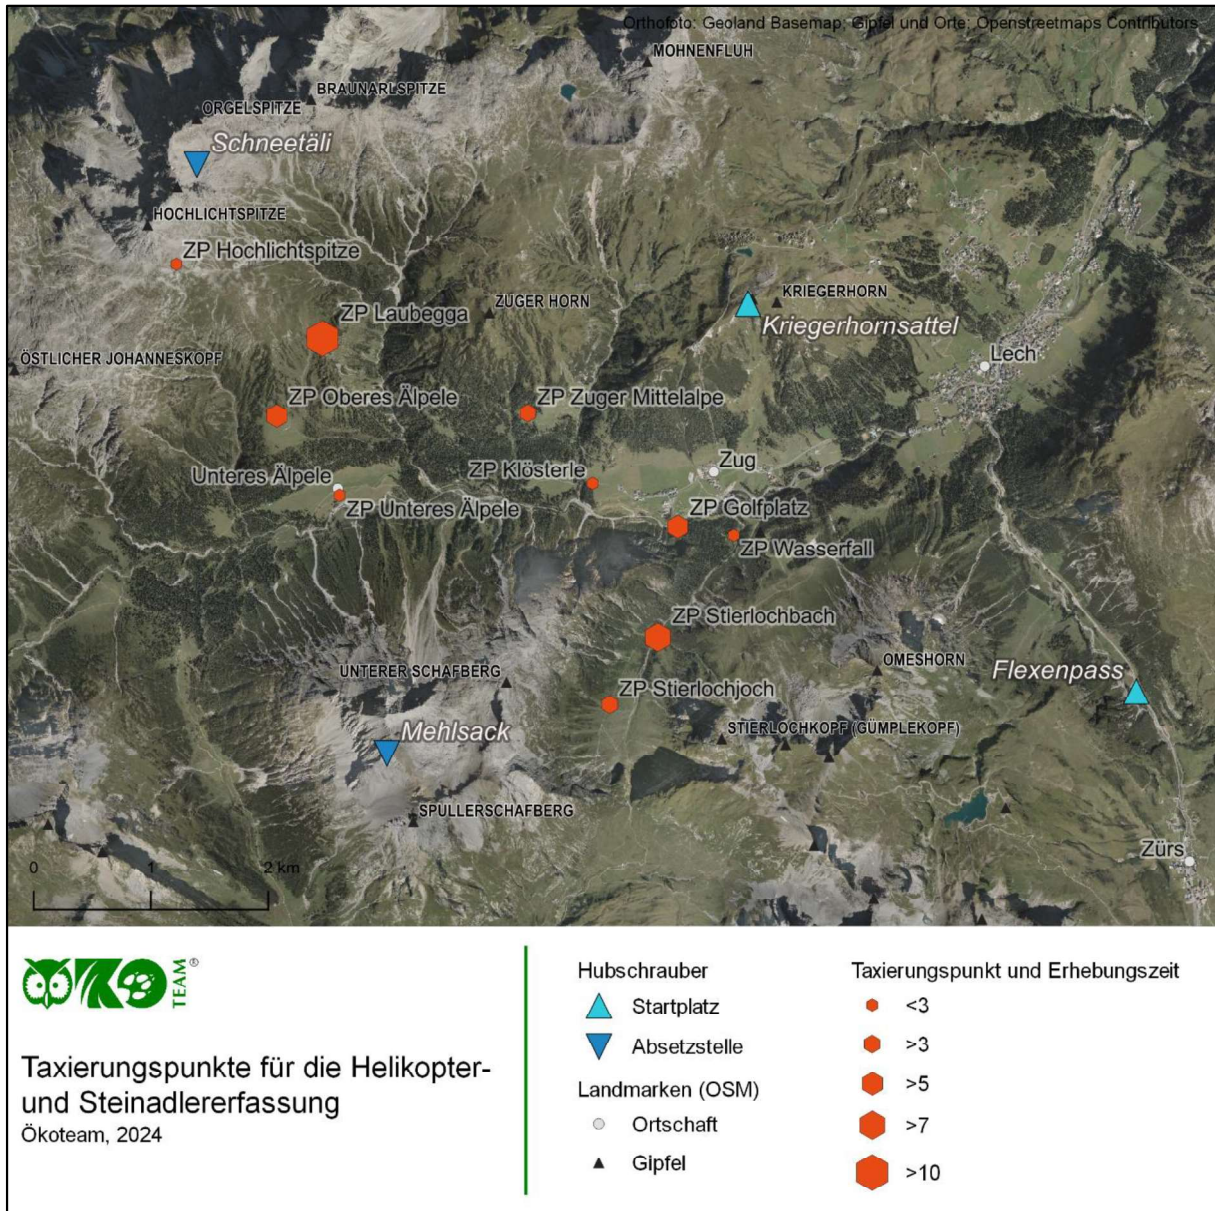 Orthofoto: Geoland Basemap; Gipfel und Orte: Openstreetmaps Contributors
MOHNENFLUH
BRAUNARLSPITZE
ORGELSPITZE
Schneetäli
HOCHLICHTSPITZE
ZP Hochlichtspitze
ZUGER HORN
KRIEGERHORN
ZP Laubegga
Kriegerhornsattel
ÖSTLICHER JOHANNESKOPF
Lech
ZP Oberes Älpele
ZP Zuger Mittelalpe
Unteres Älpele
ZP Klösterle
Zug
ZP Unteres Älpele
ZP Golfplatz
ZP Wasserfall
ZP Stierlochbach
UNTERER SCHAFBERG
OMESHORN
Flexenpass
ZP Stierlochjoch
Mehlsack
STIERLOCHKOPF (GÜMPLEKOPF)
SPULLERSCHAFBERG
Zürs
0 1 2 km
ÖKO TEAM ®
Taxierungspunkte für die Helikopter-
und Steinadlererfassung
Ökoteam, 2024
Hubschrauber
Startplatz
Absetzstelle
Landmarken (OSM)
Ortschaft
Gipfel
Taxierungspunkt und Erhebungszeit
<3
>3
>5
>7
>10